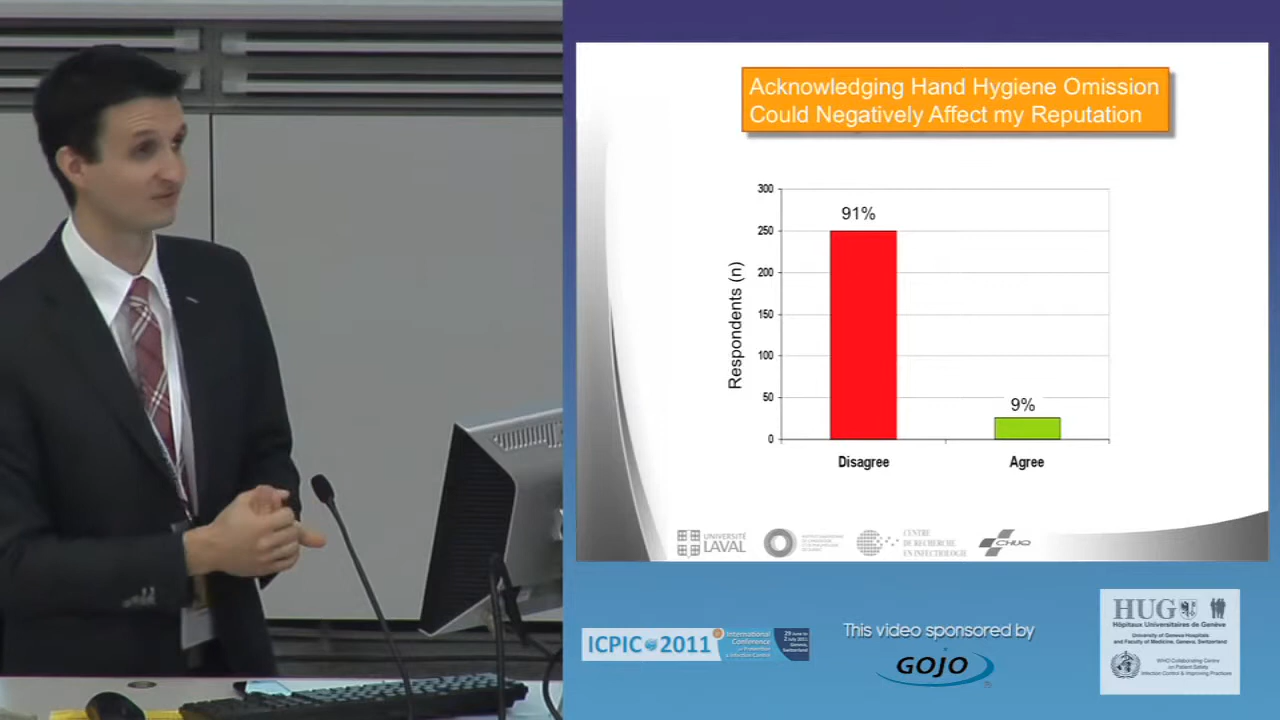 Acknowledging Hand Hygiene Omission
Could Negatively Affect my Reputation
300
250
200
150
100
50
0
Respondents (n)
91%
9%
Disagree
Agree
UNIVERSITÉ
LAVAL
CENTRE
DE RECHERCHE
EN INFECTIOLOGIE
CHUQ
ICPIC 2011
International
Conference
on Prevention
& Infection Control
29 June to
2 July 2011
Geneva,
Switzerland
This video sponsored by
GOJO
HUG
Hôpitaux Universitaires de Genève
University of Geneva Hospitals
and Faculty of Medicine, Geneva, Switzerland
WHO Collaborating Centre
on Patient Safety
Infection Control & Improving Practices